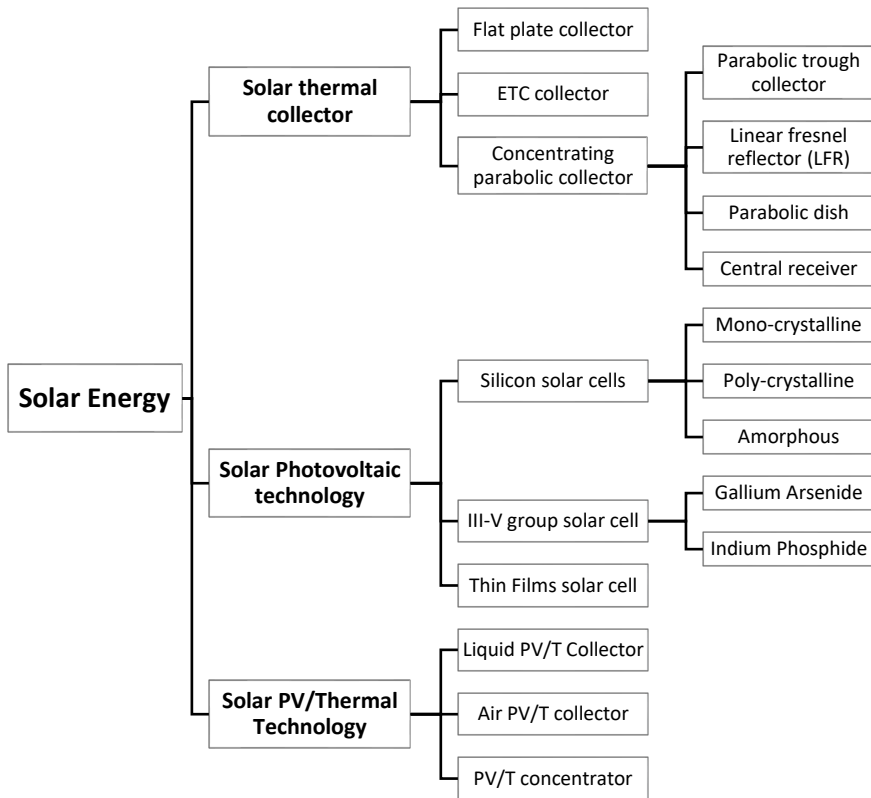 Flat plate collector
Solar thermal
collector
ETC collector
Concentrating
parabolic collector
Parabolic trough
collector
Linear fresnel
reflector (LFR)
Parabolic dish
Central receiver
Solar Energy
Solar Photovoltaic
technology
Silicon solar cells
Mono-crystalline
Poly-crystalline
Amorphous
III-V group solar cell
Gallium Arsenide
Indium Phosphide
Thin Films solar cell
Solar PV/Thermal
Technology
Liquid PV/T Collector
Air PV/T collector
PV/T concentrator